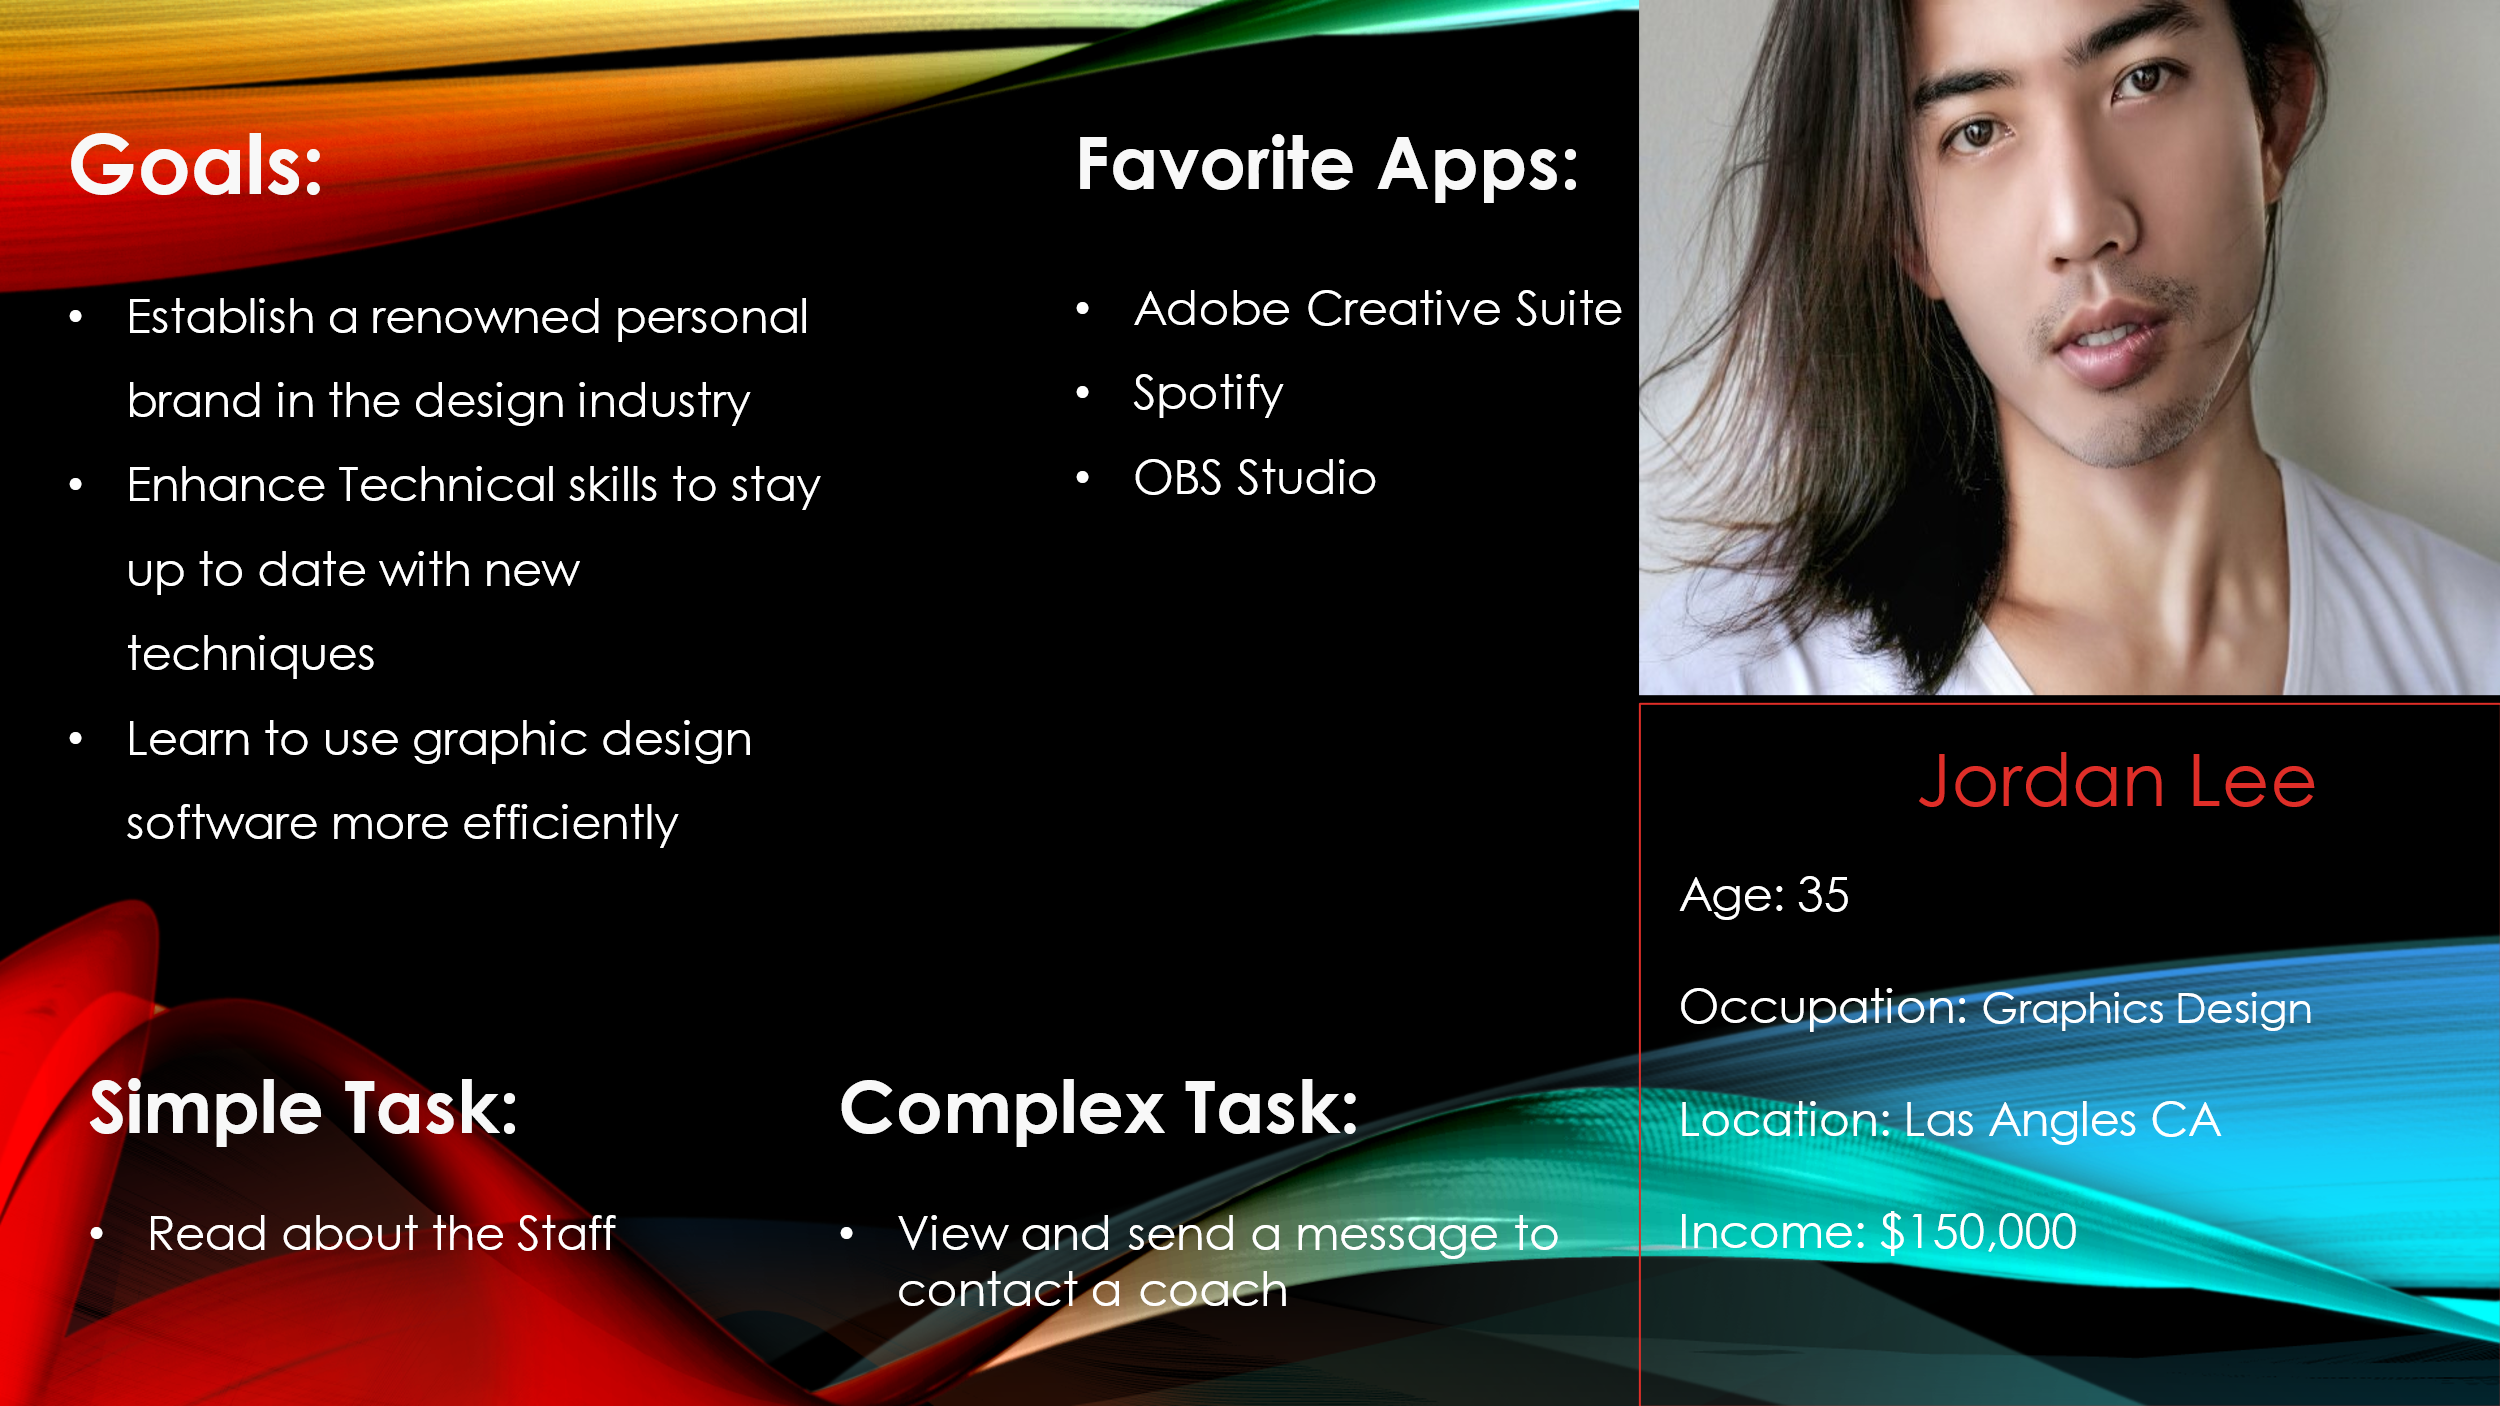 Goals:
• Establish a renowned personal
brand in the design industry
• Enhance Technical skills to stay
up to date with new
techniques
• Learn to use graphic design
software more efficiently
Favorite Apps:
• Adobe Creative Suite
• Spotify
• OBS Studio
Simple Task:
• Read about the Staff
Complex Task:
• View and send a message to
contact a coach
Jordan Lee
Age: 35
Occupation: Graphics Design
Location: Las Angles CA
Income: $150,000